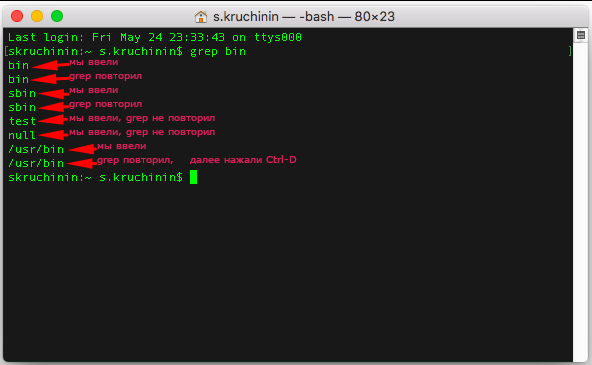 s.kruchinin — -bash — 80×23
Last login: Fri May 24 23:33:43 on ttys000
[skruchinin:~ s.kruchinin$ grep bin ]
bin мы ввели
bin grep повторил
sbin мы ввели
sbin grep повторил
test мы ввели, grep не повторил
null мы ввели, grep не повторил
/usr/bin мы ввели
/usr/bin grep повторил, далее нажали Ctrl-D
skruchinin:~ s.kruchinin$